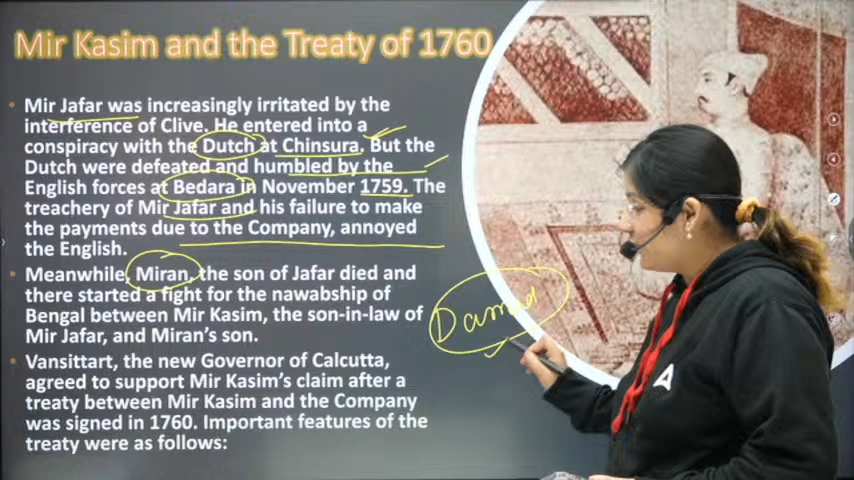 Mir Kasim and the Treaty of 1760
• Mir Jafar was increasingly irritated by the
interference of Clive. He entered into a
conspiracy with the Dutch at Chinsura. But the
Dutch were defeated and humbled by the
English forces at Bedara in November 1759. The
treachery of Mir Jafar and his failure to make
the payments due to the Company, annoyed
the English.
• Meanwhile, Miran, the son of Jafar died and
there started a fight for the nawabship of
Bengal between Mir Kasim, the son-in-law of
Mir Jafar, and Miran's son.
• Vansittart, the new Governor of Calcutta,
agreed to support Mir Kasim's claim after a
treaty between Mir Kasim and the Company
was signed in 1760. Important features of the
treaty were as follows: